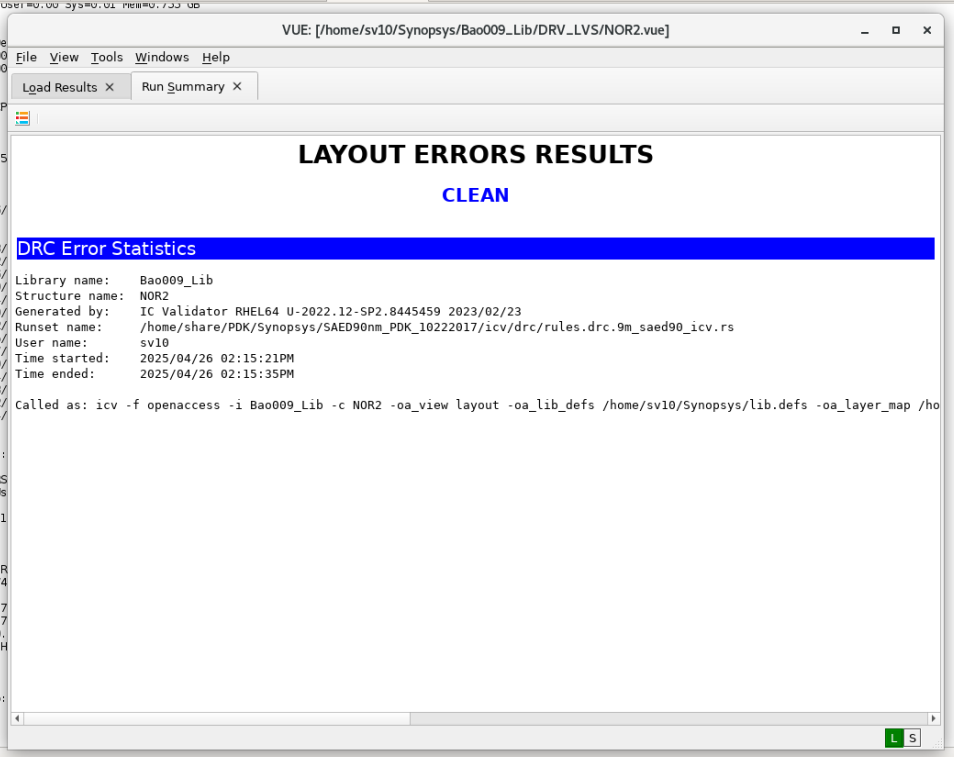 User=0.00 Sys=0.01 Mem=0.755 GB
VUE: [/home/sv10/Synopsys/Bao009_Lib/DRV_LVS/NOR2.vue]
File View Tools Windows Help
Load Results
Run Summary
LAYOUT ERRORS RESULTS
CLEAN
DRC Error Statistics
Library name: Bao009_Lib
Structure name: NOR2
Generated by: IC Validator RHEL64 U-2022.12-SP2.8445459 2023/02/23
Runset name: /home/share/PDK/Synopsys/SAED90nm_PDK_10222017/icv/drc/rules.drc.9m_saed90_icv.rs
User name: sv10
Time started: 2025/04/26 02:15:21PM
Time ended: 2025/04/26 02:15:35PM
Called as: icv -f openaccess -i Bao009_Lib -c NOR2 -oa_view layout -oa_lib_defs /home/sv10/Synopsys/lib.defs -oa_layer_map /ho
L S